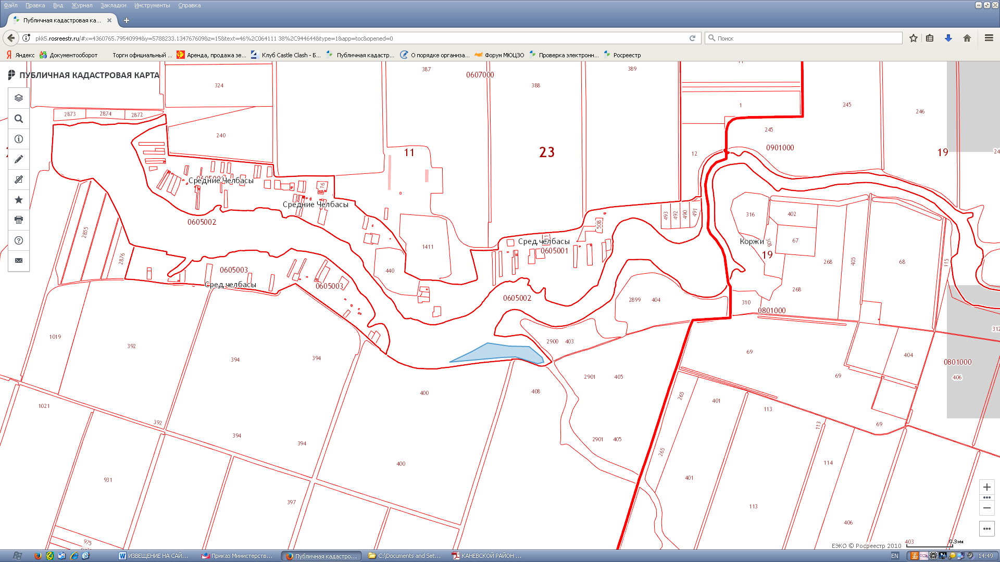 Файл Правка Вид Журнал Закладки Инструменты Справка
Публичная кадастровая ка...
pkk5.rosreestr.ru/#x=4360765.79540994&y=5788233.134767609&z=15&text=46%2C064111 38%2C944644&type=1&app=toc&opened=0
Поиск
Яндекс Документооборот Торги официальный ... Аренда, продажа зе... Клуб Castle Clash - Б... Публичная кадастр... О порядке организа... Форум МЮЦЗО Проверка электронн... Росреестр
ПУБЛИЧНАЯ КАДАСТРОВАЯ КАРТА
387 0607000 389
324 388
1 245 246
2873 2874 2872
240 245
0901000
11 23 12 19
Средние Челбасы
16
Средние Челбасы
493 492 490 491
316 402
0605002
508
2855
Сред.челбасы Коржи 308 67
1411 0605001 19
2876 268 405 68 115
440 0605003
Сред.челбасы 0605003
268
0605002 2899 404 310
0801000
312
1019 392 2900 403
394 394 69 404
0801000
2901 405 69 406
400 408
265 401
1021 113
392 69 113
394 394 2901 405
265
400 114
931 401
397 113
406
975 403
0.3км
ЕЭКО © Росреестр 2010
ИЗВЕЩЕНИЕ НА САЙ... Приказ Министерств... Публичная кадастро... C:\Documents and Set... КАНЕВСКОЙ РАЙОН ... EN 14:49